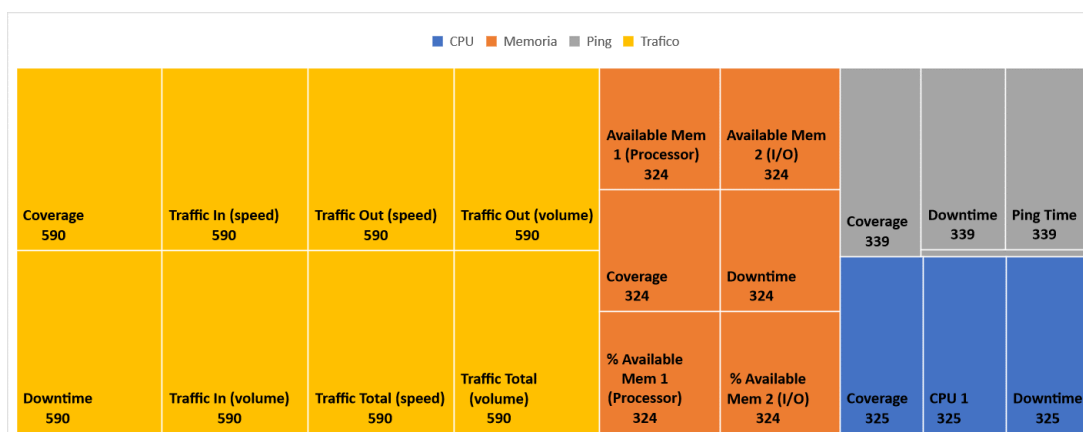 CPU Memoria Ping Trafico
Coverage
590
Traffic In (speed)
590
Traffic Out (speed)
590
Traffic Out (volume)
590
Downtime
590
Traffic In (volume)
590
Traffic Total (speed)
590
Traffic Total
(volume)
590
Available Mem
1 (Processor)
324
Available Mem
2 (I/O)
324
Coverage
324
Downtime
324
% Available
Mem 1
(Processor)
324
% Available
Mem 2 (I/O)
324
Coverage
339
Downtime
339
Ping Time
339
Coverage
325
CPU 1
325
Downtime
325